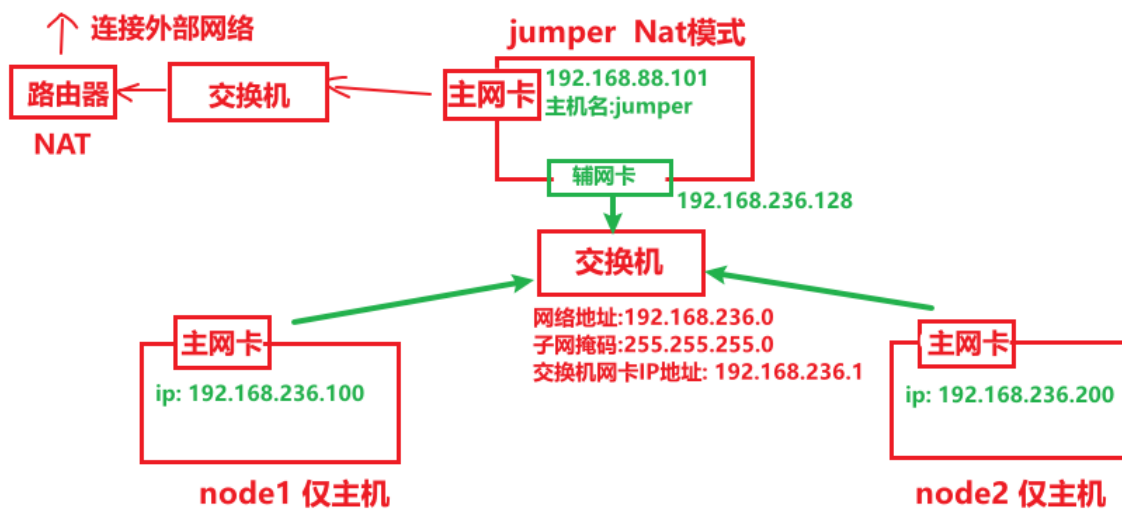 连接外部网络
jumper Nat模式
路由器
交换机
主网卡
192.168.88.101
主机名:jumper
NAT
辅网卡
192.168.236.128
交换机
网络地址:192.168.236.0
子网掩码:255.255.255.0
交换机网卡IP地址: 192.168.236.1
主网卡
ip: 192.168.236.100
node1 仅主机
主网卡
ip: 192.168.236.200
node2 仅主机